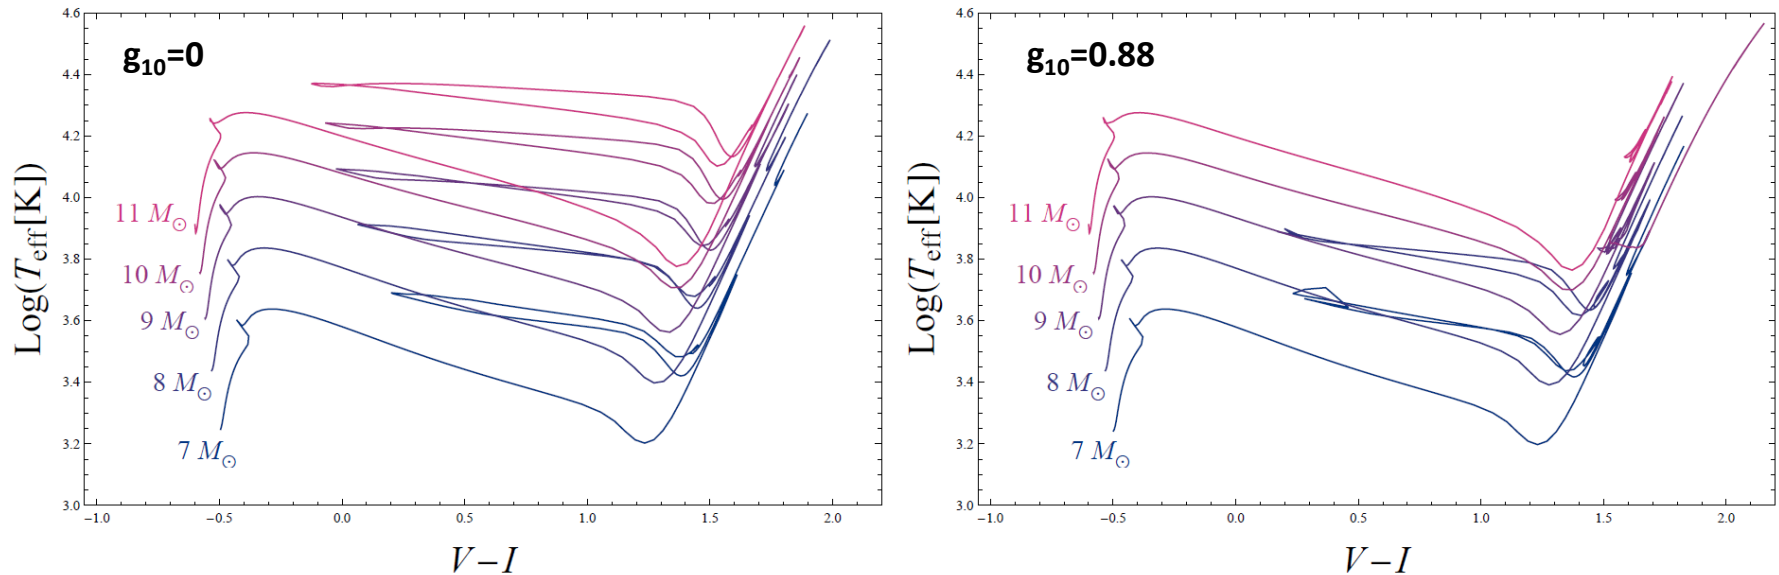 g10=0
Log(Teff[K])
4.6
4.4
4.2
4.0
3.8
3.6
3.4
3.2
3.0
11 M⊙
10 M⊙
9 M⊙
8 M⊙
7 M⊙
−1.0 −0.5 0.0 0.5 1.0 1.5 2.0
V−I
g10=0.88
Log(Teff[K])
4.6
4.4
4.2
4.0
3.8
3.6
3.4
3.2
3.0
11 M⊙
10 M⊙
9 M⊙
8 M⊙
7 M⊙
−1.0 −0.5 0.0 0.5 1.0 1.5 2.0
V−I